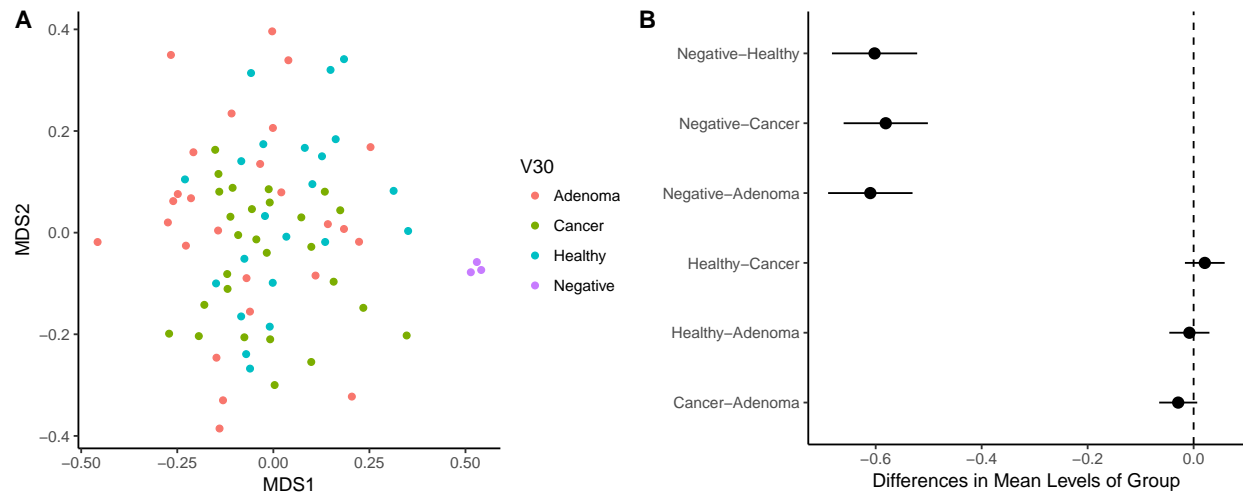 A
0.4
0.2
0.0
−0.2
−0.4
MDS2
−0.50
−0.25
0.00
0.25
0.50
MDS1
V30
Adenoma
Cancer
Healthy
Negative
B
Negative−Healthy
Negative−Cancer
Negative−Adenoma
Healthy−Cancer
Healthy−Adenoma
Cancer−Adenoma
−0.6
−0.4
−0.2
0.0
Differences in Mean Levels of Group